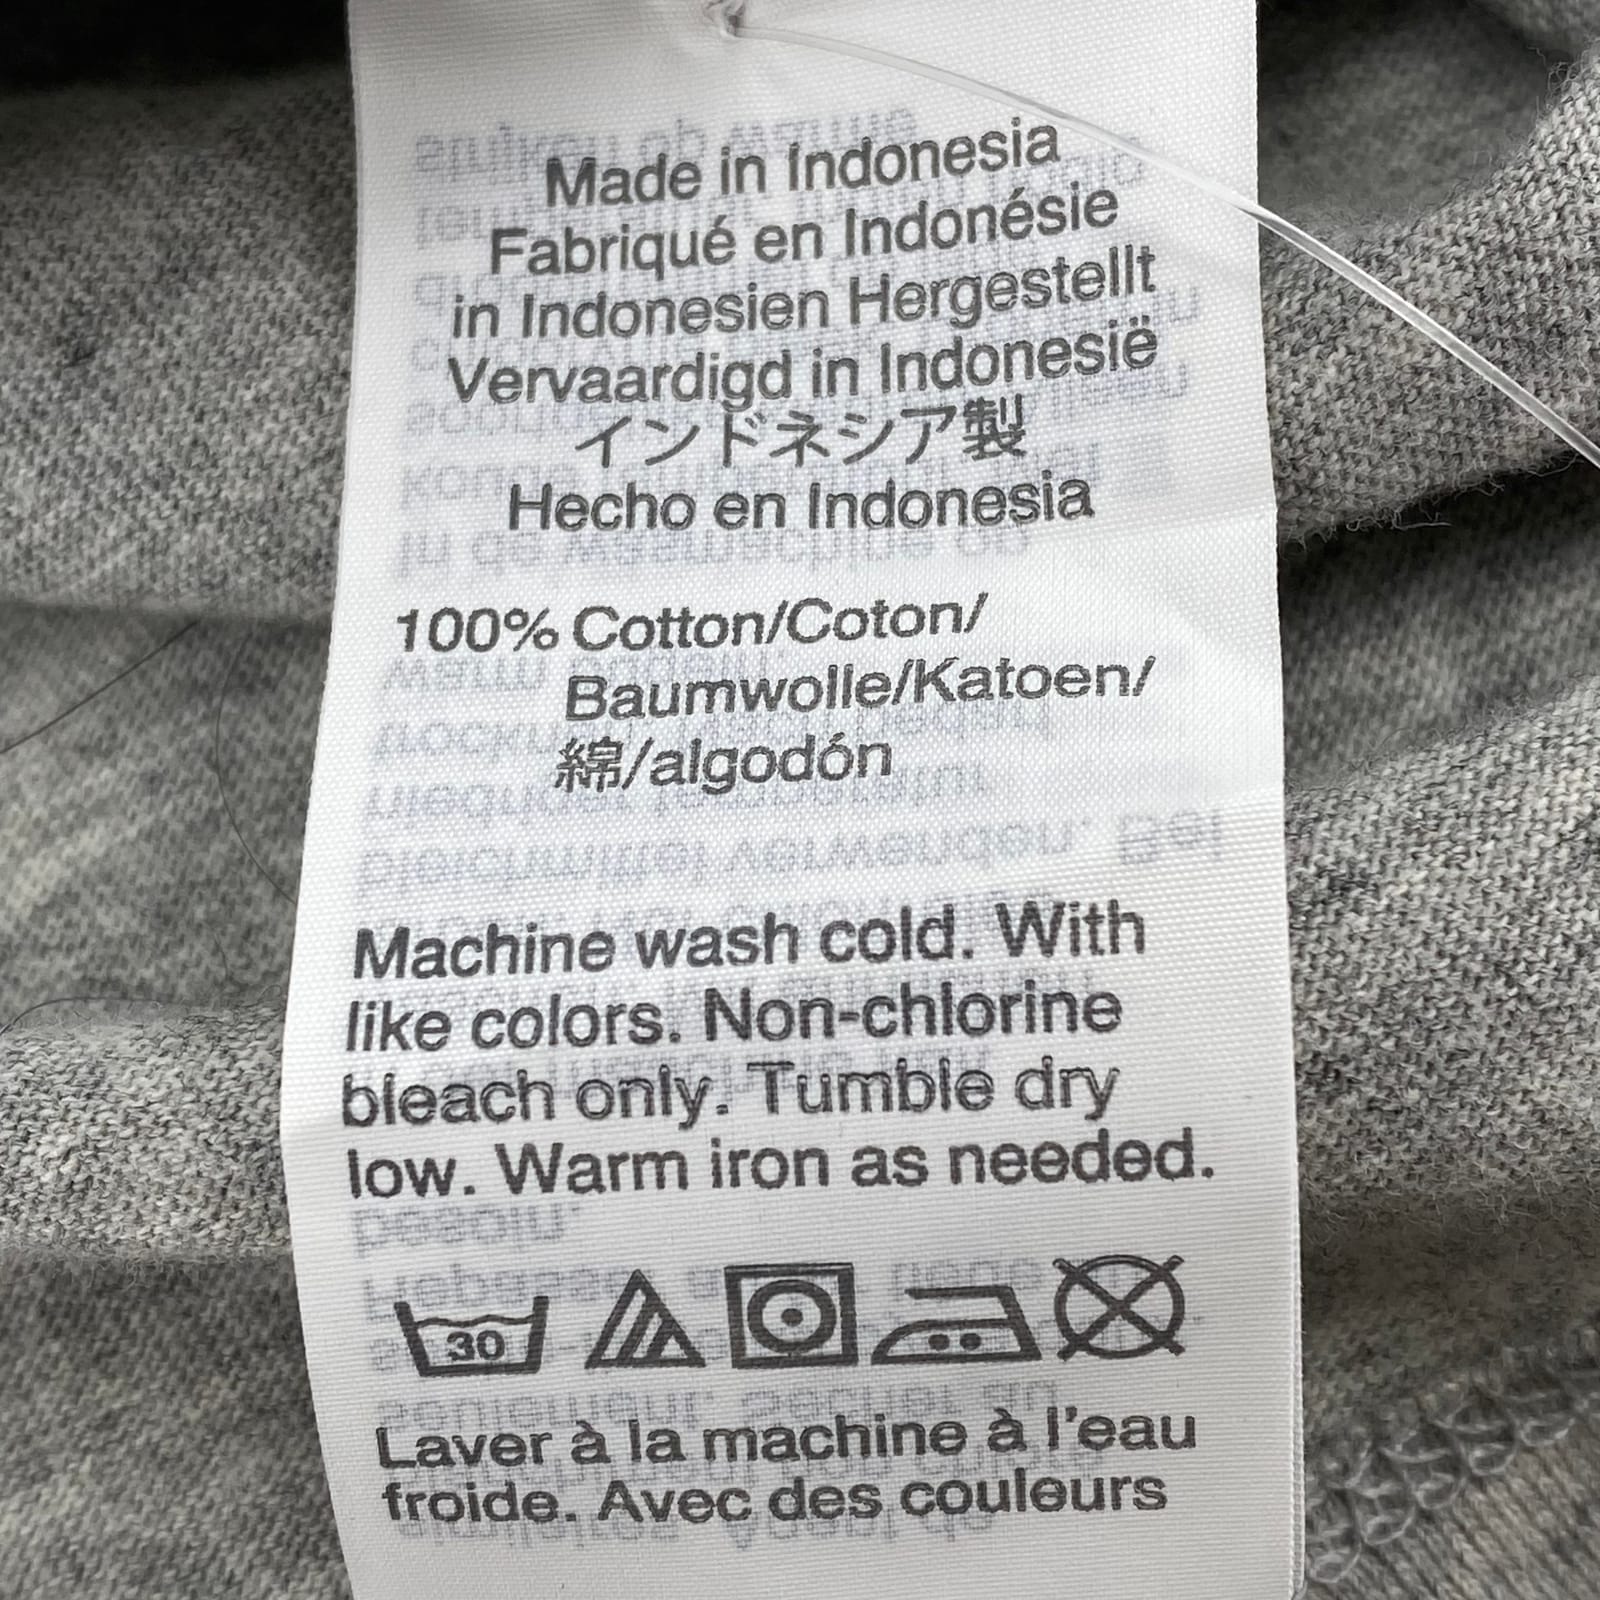 Made in Indonesia
Fabriqué en Indonésie
in Indonesien Hergestellt
Vervaardigd in Indonesië
インドネシア製
Hecho en Indonesia
100% Cotton/Coton/
Baumwolle/Katoen/
綿/algodón
Machine wash cold. With
like colors. Non-chlorine
bleach only. Tumble dry
low. Warm iron as needed.
30
Laver à la machine à l'eau
froide. Avec des couleurs